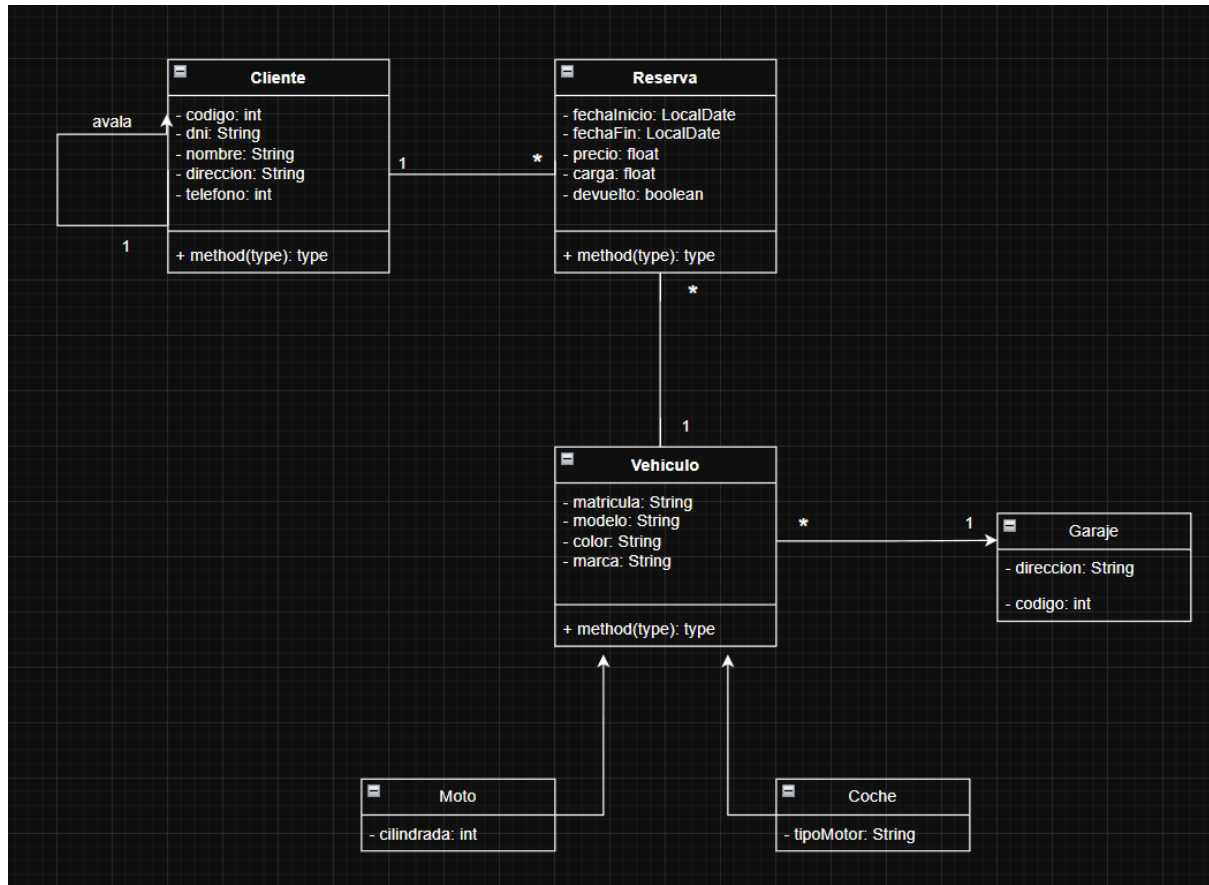 Cliente
- codigo: int
- dni: String
- nombre: String
- direccion: String
- telefono: int
+ method(type): type
avala
1
1
*
Reserva
- fechaInicio: LocalDate
- fechaFin: LocalDate
- precio: float
- carga: float
- devuelto: boolean
+ method(type): type
*
1
Vehiculo
- matricula: String
- modelo: String
- color: String
- marca: String
+ method(type): type
*
1
Garaje
- direccion: String
- codigo: int
Moto
- cilindrada: int
Coche
- tipoMotor: String